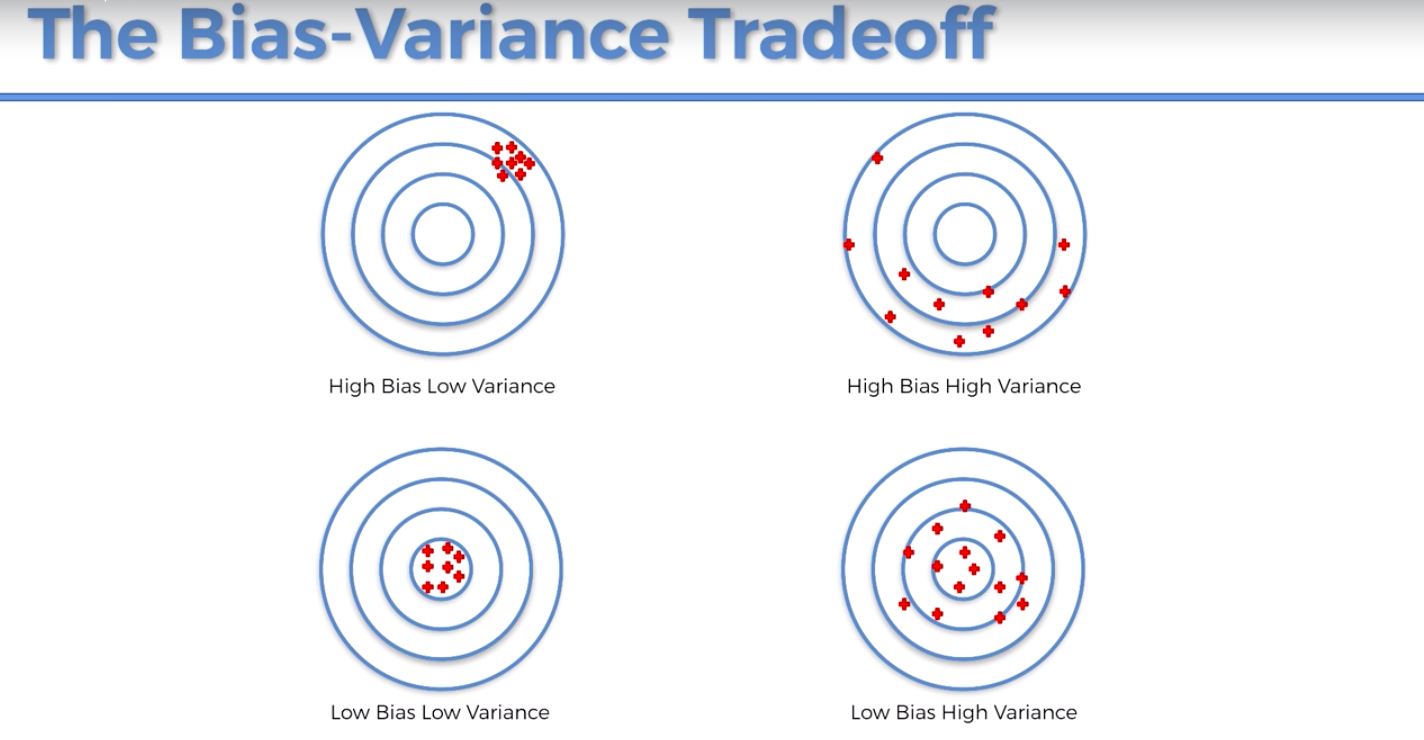 The Bias-Variance Tradeoff
High Bias Low Variance
High Bias High Variance
Low Bias Low Variance
Low Bias High Variance